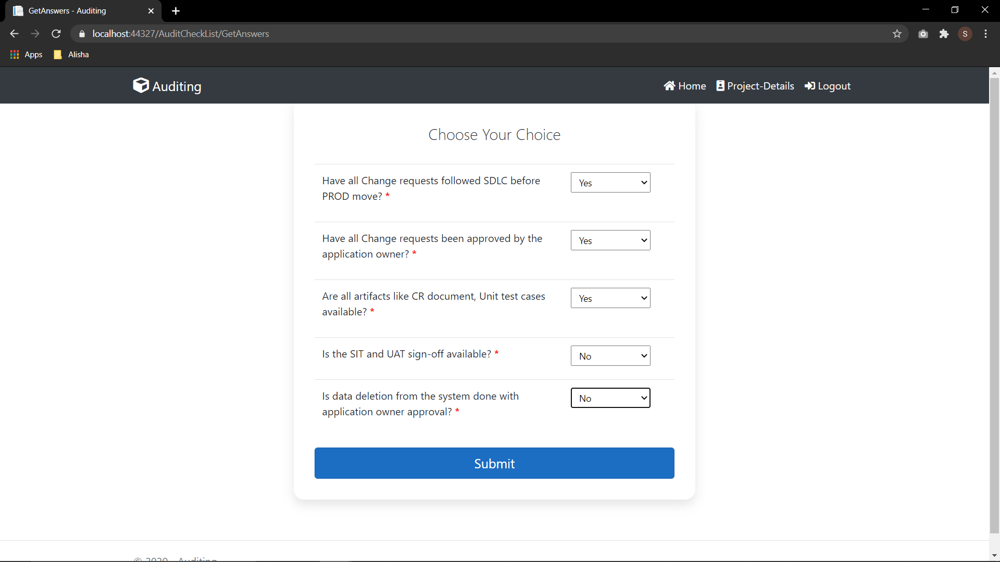 GetAnswers - Auditing
localhost:44327/AuditCheckList/GetAnswers
S
Apps
Alisha
Auditing
Home
Project-Details
Logout
Choose Your Choice
Have all Change requests followed SDLC before
PROD move? *
Yes
Have all Change requests been approved by the
application owner? *
Yes
Are all artifacts like CR document, Unit test cases
available? *
Yes
Is the SIT and UAT sign-off available? *
No
Is data deletion from the system done with
application owner approval? *
No
Submit
© 2020 - Auditing